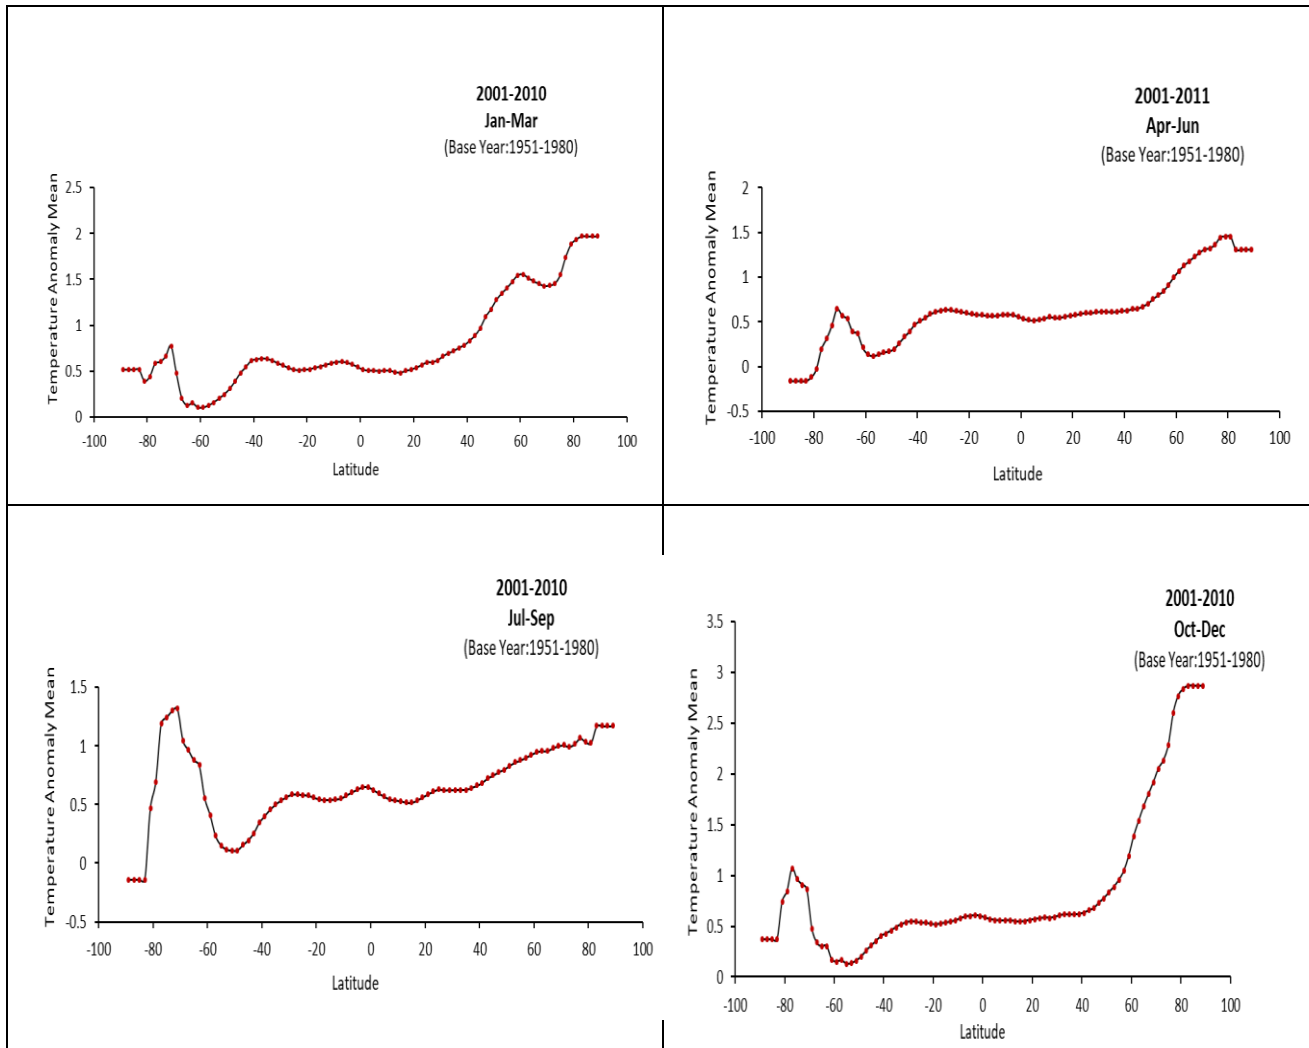 2001-2010
Jan-Mar
(Base Year:1951-1980)
Temperature Anomaly Mean
2.5
2
1.5
1
0.5
0
-100 -80 -60 -40 -20 0 20 40 60 80 100
Latitude
2001-2011
Apr-Jun
(Base Year:1951-1980)
Temperature Anomaly Mean
2
1.5
1
0.5
0
-0.5
-100 -80 -60 -40 -20 0 20 40 60 80 100
Latitude
2001-2010
Jul-Sep
(Base Year:1951-1980)
Temperature Anomaly Mean
1.5
1
0.5
0
-0.5
-100 -80 -60 -40 -20 0 20 40 60 80 100
Latitude
2001-2010
Oct-Dec
(Base Year:1951-1980)
Temperature Anomaly Mean
3.5
3
2.5
2
1.5
1
0.5
0
-100 -80 -60 -40 -20 0 20 40 60 80 100
Latitude